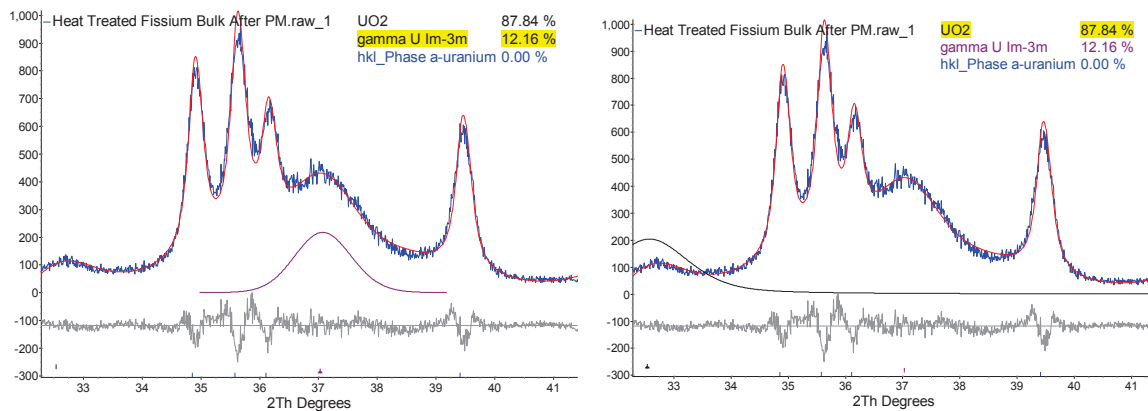 Heat Treated Fissium Bulk After PM.raw_1
UO2 87.84 %
gamma U Im-3m 12.16 %
hkl_Phase a-uranium 0.00 %
1,000
900
800
700
600
500
400
300
200
100
0
-100
-200
-300
33 34 35 36 37 38 39 40 41
2Th Degrees
Heat Treated Fissium Bulk After PM.raw_1
UO2 87.84 %
gamma U Im-3m 12.16 %
hkl_Phase a-uranium 0.00 %
1,000
900
800
700
600
500
400
300
200
100
0
-100
-200
-300
33 34 35 36 37 38 39 40 41
2Th Degrees